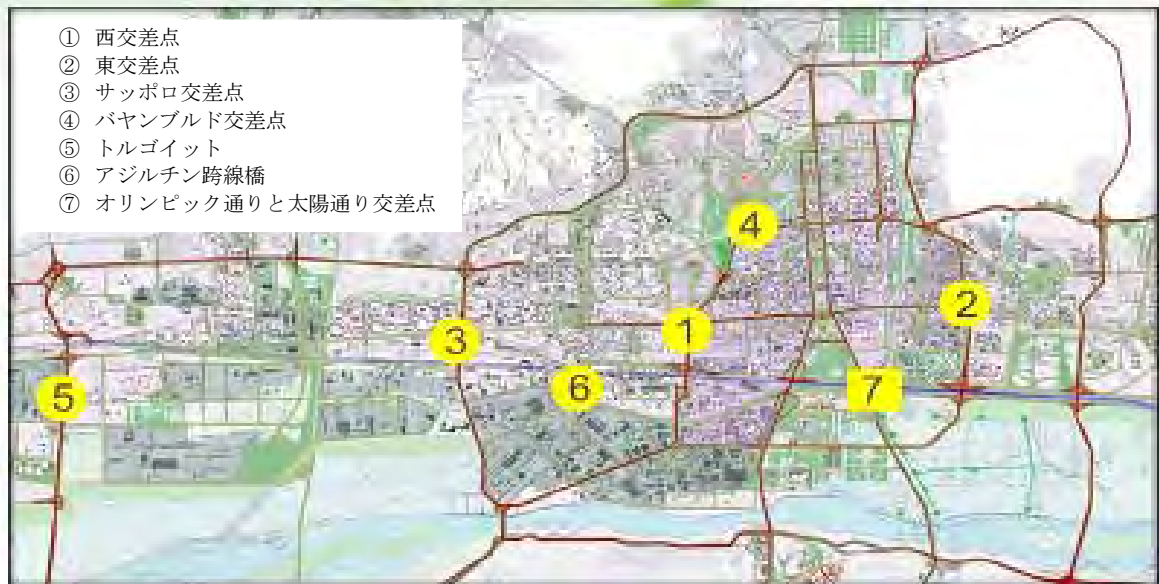 ① 西交差点
② 東交差点
③ サッポロ交差点
④ バヤンブルド交差点
⑤ トルゴイット
⑥ アジルチン跨線橋
⑦ オリンピック通りと太陽通り交差点
4
2
1
3
6
7
5